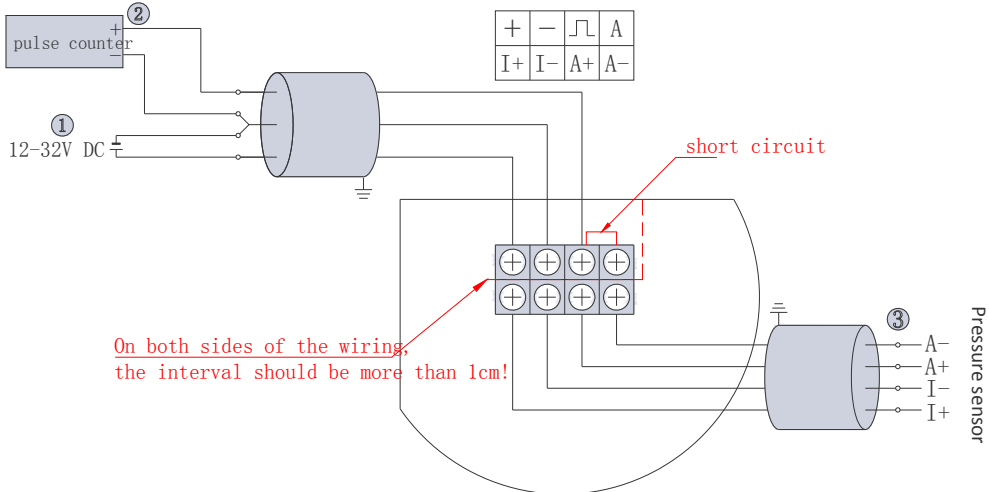 ②
+
pulse counter
−
①
12-32V DC
+ − ⎍ A
I+ I- A+ A-
short circuit
On both sides of the wiring,
the interval should be more than 1cm!
③
A-
A+
I-
I+
Pressure sensor